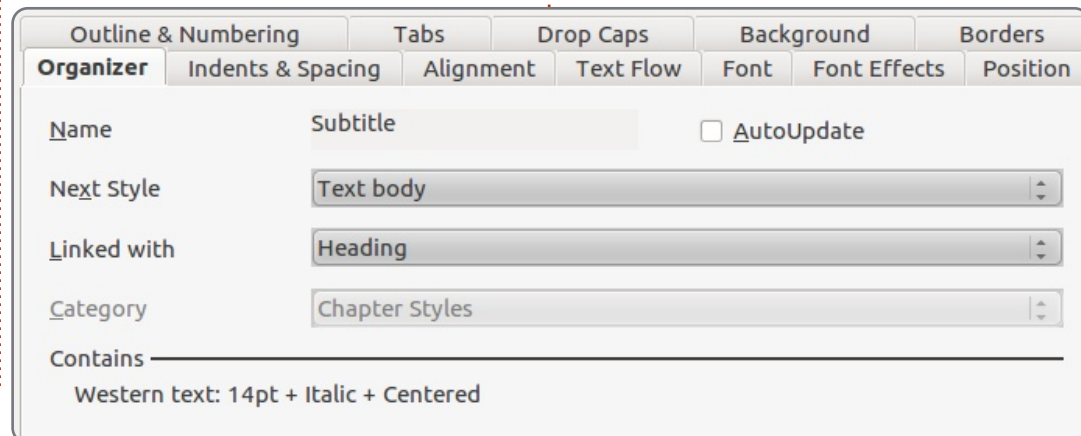 Outline & Numbering Tabs Drop Caps Background Borders
Organizer Indents & Spacing Alignment Text Flow Font Font Effects Position
Name Subtitle AutoUpdate
Next Style Text body
Linked with Heading
Category Chapter Styles
Contains
Western text: 14pt + Italic + Centered